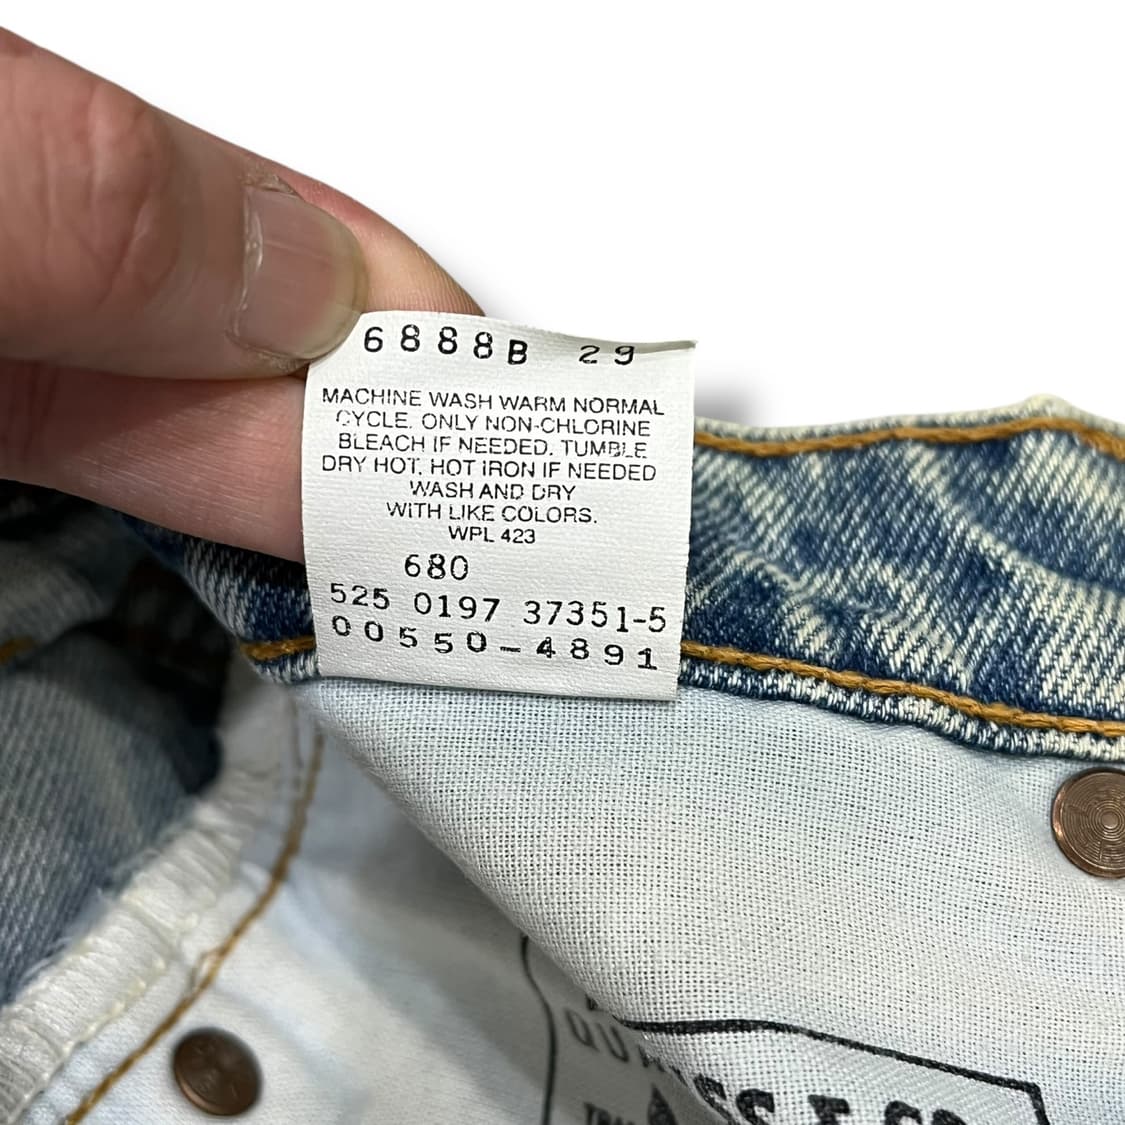 6888B 29
MACHINE WASH WARM NORMAL
CYCLE. ONLY NON-CHLORINE
BLEACH IF NEEDED. TUMBLE
DRY HOT. HOT IRON IF NEEDED
WASH AND DRY
WITH LIKE COLORS.
WPL 423
680
525 0197 37351-5
00550-4891